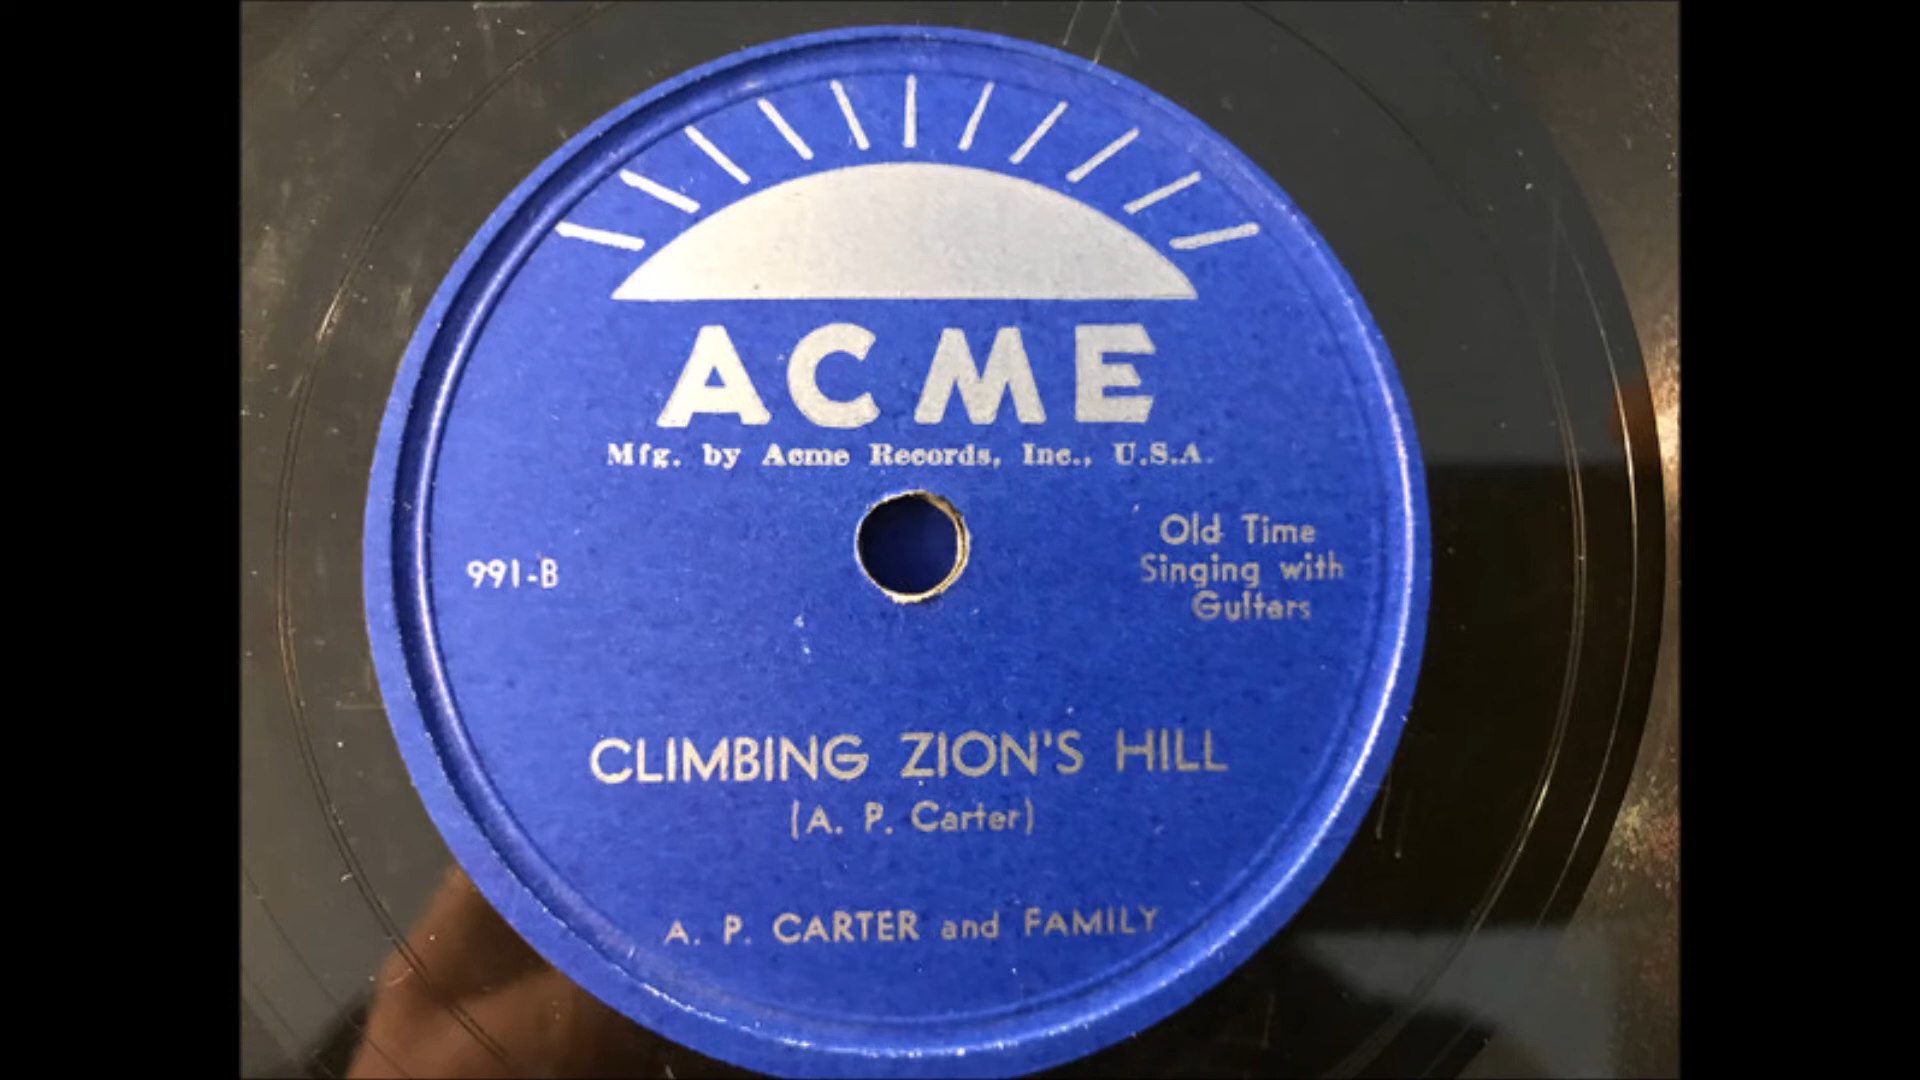 ACME
Mfg. by Acme Records, Inc., U.S.A.
991-B
Old Time
Singing with
Guitars
CLIMBING ZION'S HILL
(A. P. Carter)
A. P. CARTER and FAMILY